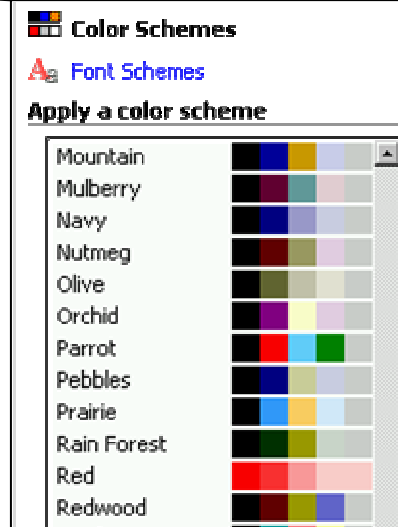 Color Schemes
Font Schemes
Apply a color scheme
Mountain
Mulberry
Navy
Nutmeg
Olive
Orchid
Parrot
Pebbles
Prairie
Rain Forest
Red
Redwood